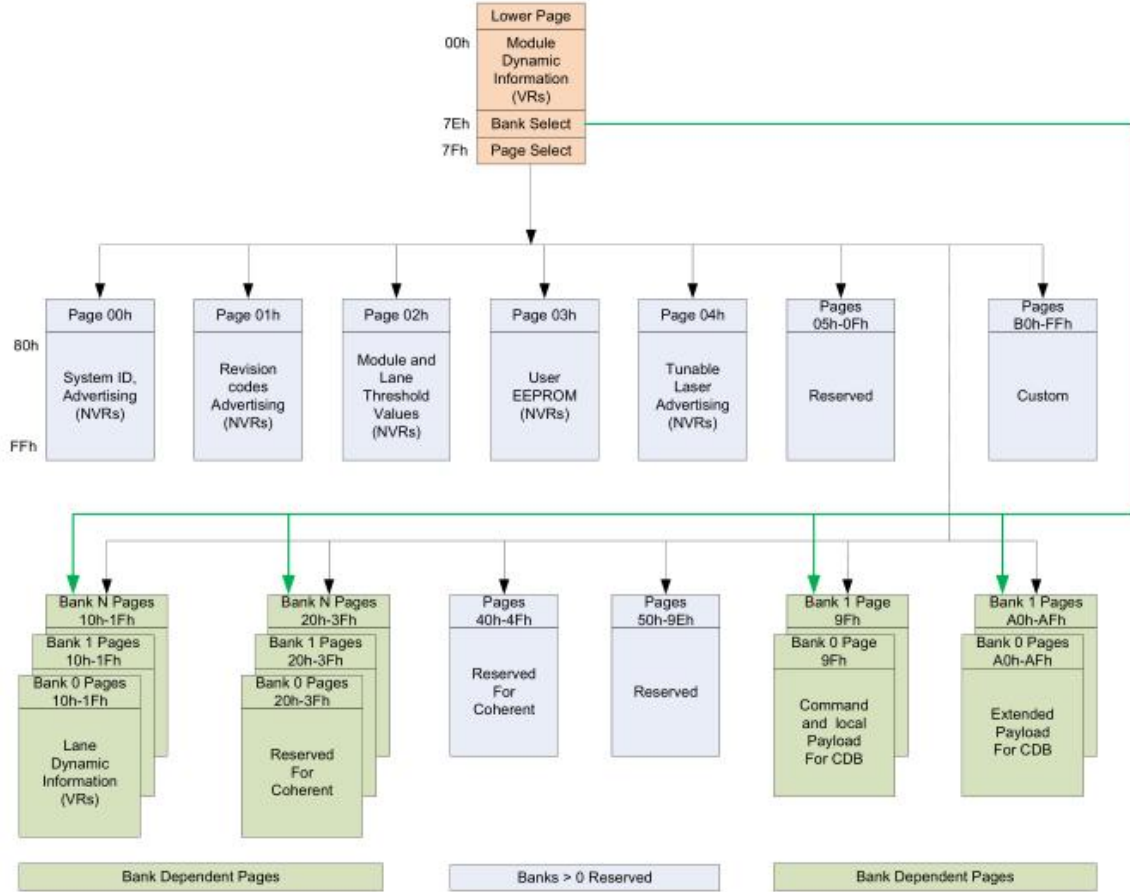 Lower Page
00h
Module
Dynamic
Information
(VRs)
7Eh
Bank Select
7Fh
Page Select
Page 00h
80h
System ID,
Advertising
(NVRs)
FFh
Page 01h
Revision
codes
Advertising
(NVRs)
Page 02h
Module and
Lane
Threshold
Values
(NVRs)
Page 03h
User
EEPROM
(NVRs)
Page 04h
Tunable
Laser
Advertising
(NVRs)
Pages
05h-0Fh
Reserved
Pages
B0h-FFh
Custom
Bank N Pages
10h-1Fh
Bank 1 Pages
10h-1Fh
Bank 0 Pages
10h-1Fh
Lane
Dynamic
Information
(VRs)
Bank N Pages
20h-3Fh
Bank 1 Pages
20h-3Fh
Bank 0 Pages
20h-3Fh
Reserved
For
Coherent
Pages
40h-4Fh
Reserved
For
Coherent
Pages
50h-9Eh
Reserved
Bank 1 Page
9Fh
Bank 0 Page
9Fh
Command
and local
Payload
For CDB
Bank 1 Pages
A0h-AFh
Bank 0 Pages
A0h-AFh
Extended
Payload
For CDB
Bank Dependent Pages
Banks > 0 Reserved
Bank Dependent Pages